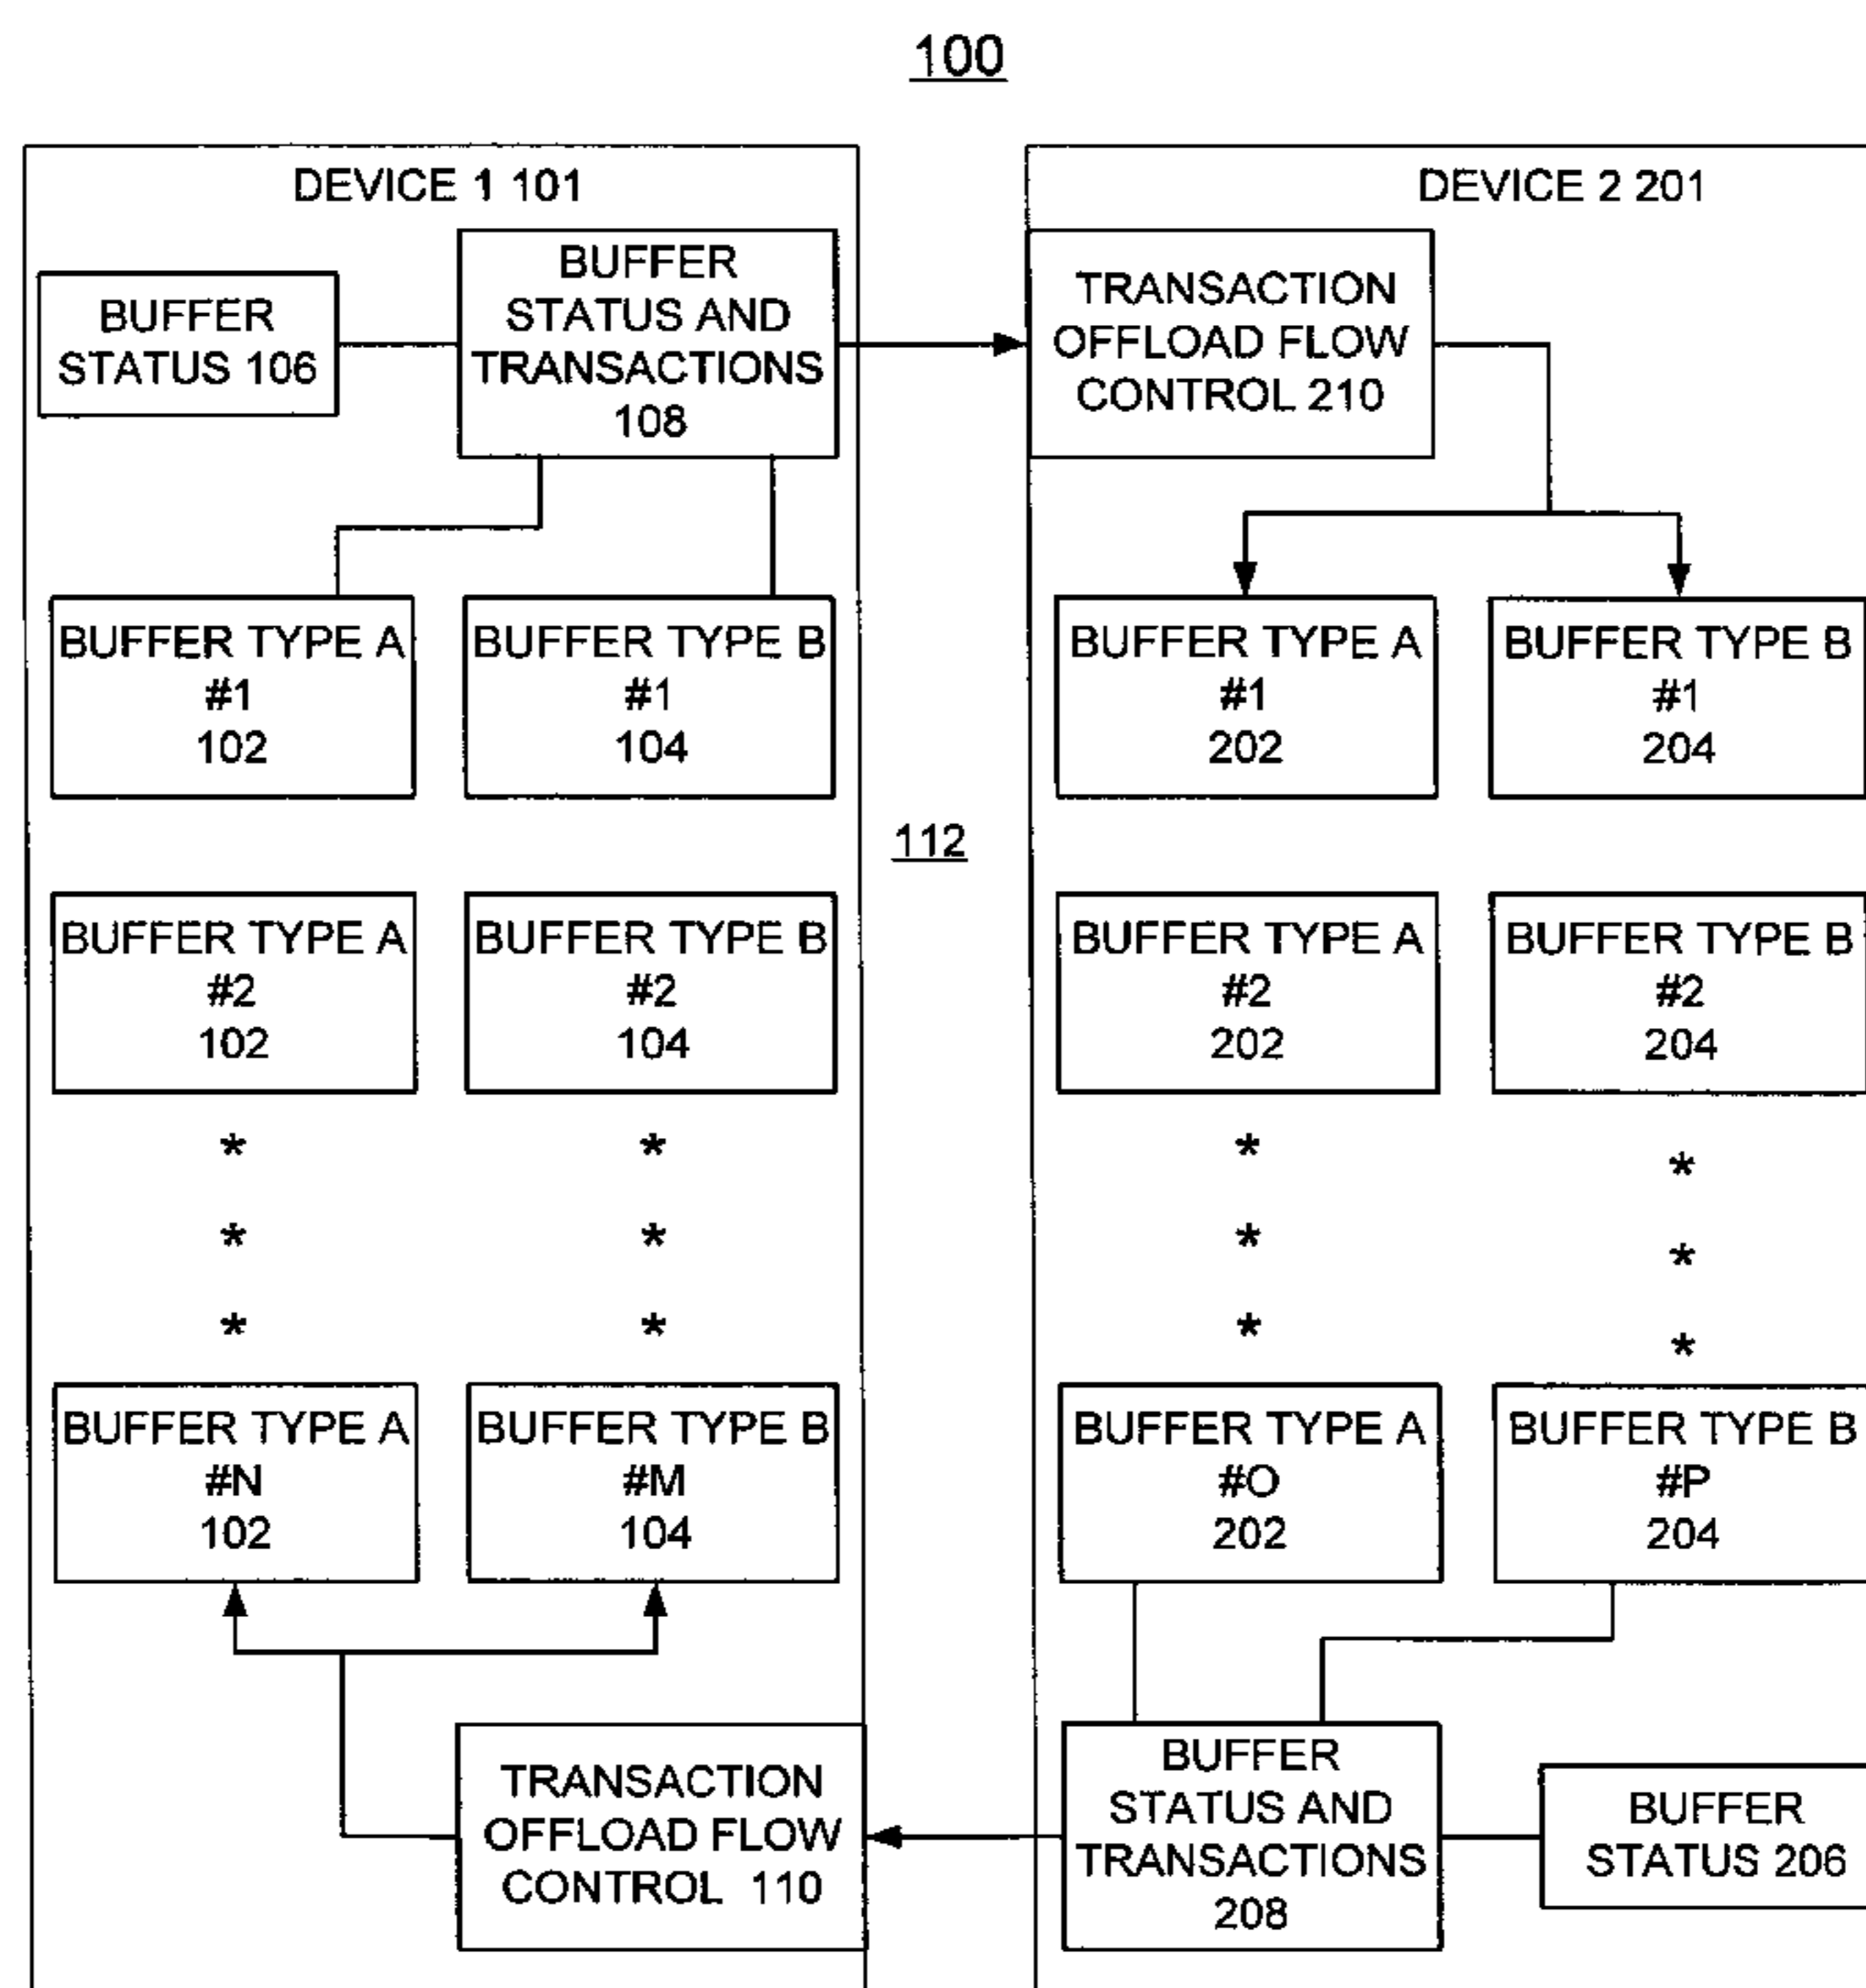 100
DEVICE 1 101
BUFFER
STATUS 106
BUFFER
STATUS AND
TRANSACTIONS
108
BUFFER TYPE A
#1
102
BUFFER TYPE B
#1
104
BUFFER TYPE A
#2
102
BUFFER TYPE B
#2
104
*
*
*
*
*
*
BUFFER TYPE A
#N
102
BUFFER TYPE B
#M
104
TRANSACTION
OFFLOAD FLOW
CONTROL 110
112
DEVICE 2 201
TRANSACTION
OFFLOAD FLOW
CONTROL 210
BUFFER TYPE A
#1
202
BUFFER TYPE B
#1
204
BUFFER TYPE A
#2
202
BUFFER TYPE B
#2
204
*
*
*
*
*
*
BUFFER TYPE A
#O
202
BUFFER TYPE B
#P
204
BUFFER
STATUS AND
TRANSACTIONS
208
BUFFER
STATUS 206